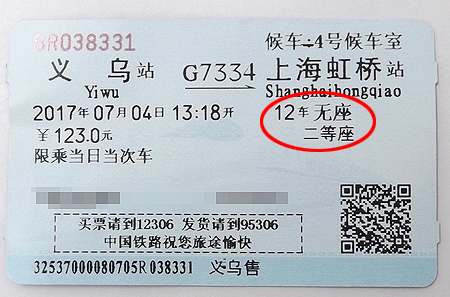 8R038331 候车:4号候车室
义乌站 G7334 上海虹桥站
Yiwu Shanghaihongqiao
2017年07月04日13:18开 12车无座
￥123.0元 二等座
限乘当日当次车
买票请到12306 发货请到95306
中国铁路祝您旅途愉快
32537000080705R038331 义乌售